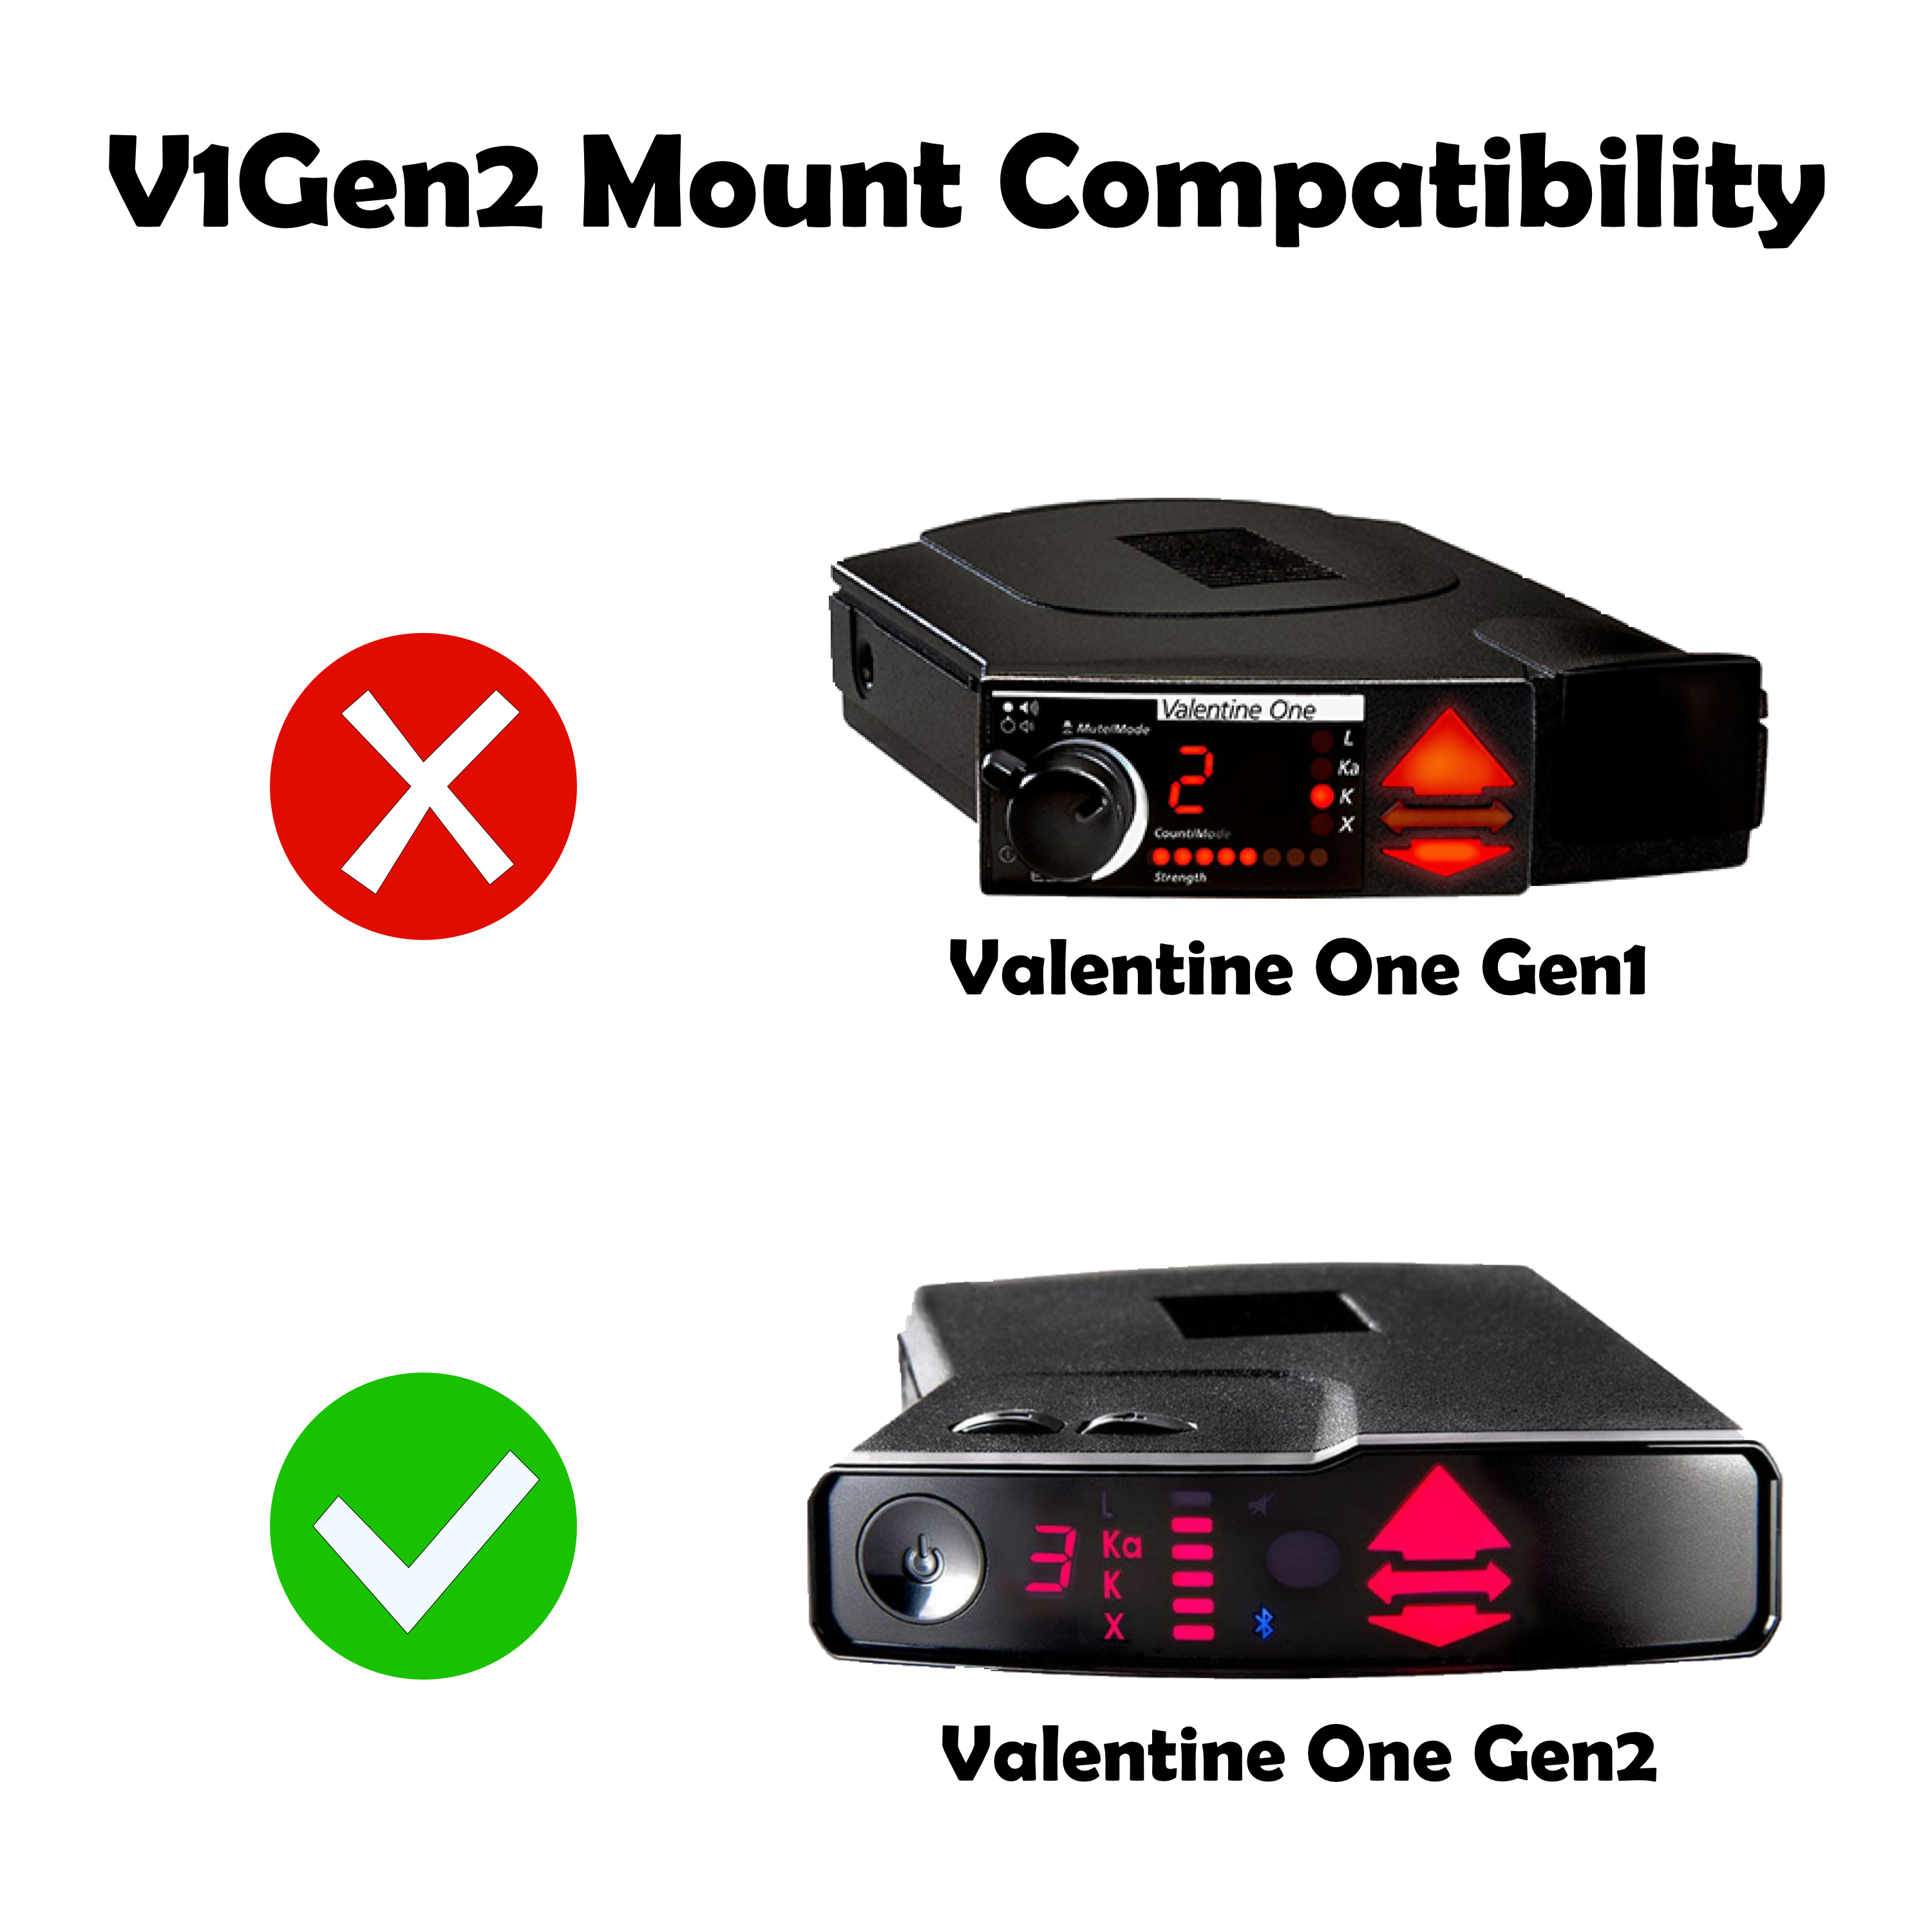 V1Gen2 Mount Compatibility
Valentine One
Mute/Mode
L
Ka
2
K
X
Count/Mode
Strength
Valentine One Gen1
L
3
Ka
K
X
Valentine One Gen2